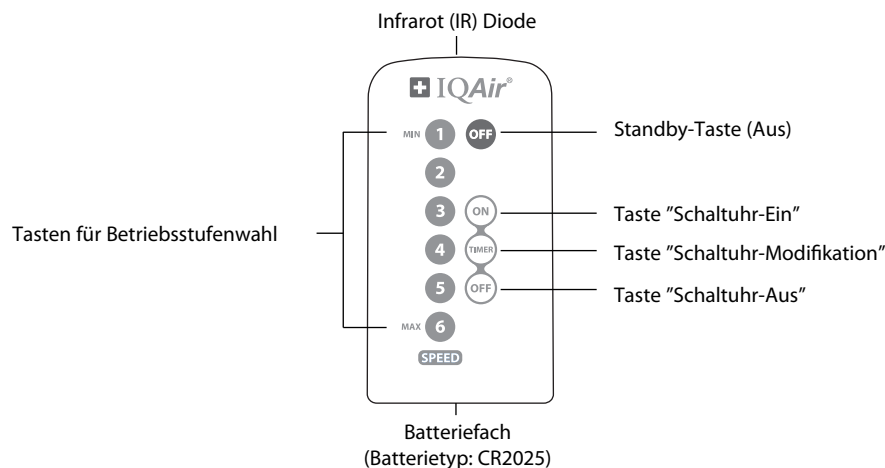 Infrarot (IR) Diode
IQAir®
MIN 1 OFF
Standby-Taste (Aus)
2
3 ON
Taste "Schaltuhr-Ein"
Tasten für Betriebsstufenwahl
4 TIMER
Taste "Schaltuhr-Modifikation"
5 OFF
Taste "Schaltuhr-Aus"
MAX 6
SPEED
Batteriefach
(Batterietyp: CR2025)